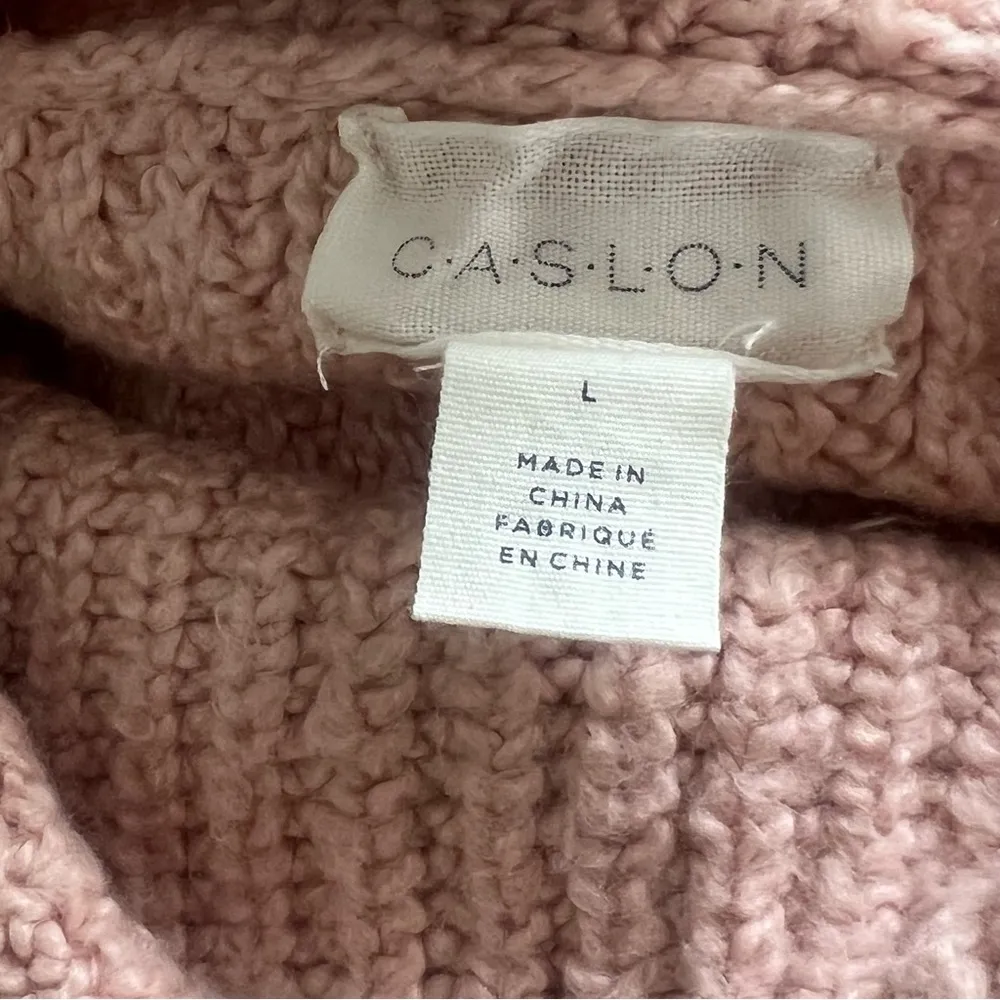 C·A·S·L·O·N
L
MADE IN
CHINA
FABRIQUÉ
EN CHINE